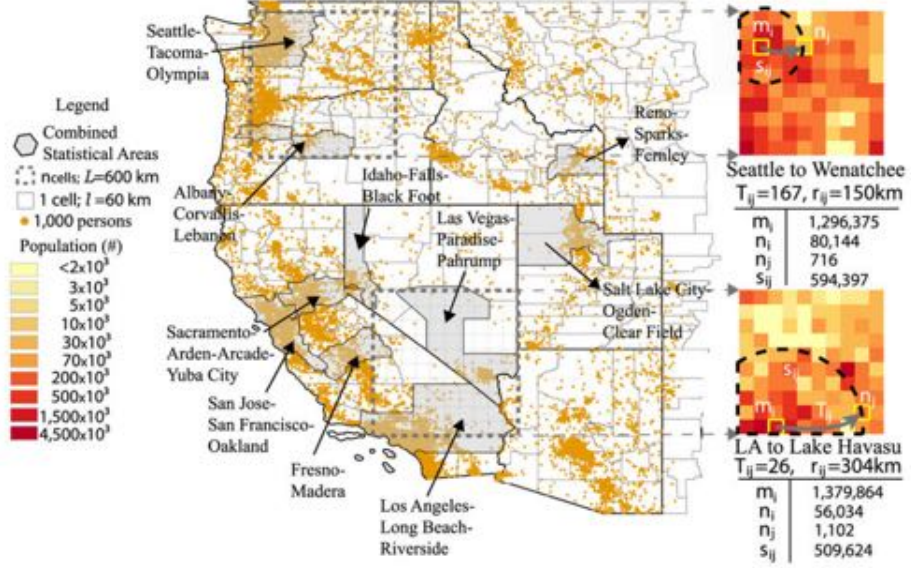 Seattle-
Tacoma-
Olympia
Legend
Combined
Statistical Areas
ncells; L=600 km
1 cell; l=60 km
1,000 persons
Population (#)
<2x10³
3x10³
5x10³
10x10³
30x10³
70x10³
200x10³
500x10³
1,500x10³
4,500x10³
Albany-
Corvallis-
Lebanon
Idaho-Falls-
Black Foot
Las Vegas-
Paradise-
Pahrump
Reno-
Sparks-
Fernley
Salt Lake City-
Ogden-
Clear Field
Sacramento-
Arden-Arcade-
Yuba City
San Jose-
San Francisco-
Oakland
Fresno-
Madera
Los Angeles-
Long Beach-
Riverside
mᵢ
nⱼ
sᵢⱼ
Seattle to Wenatchee
Tᵢⱼ=167, rᵢⱼ=150km
mᵢ 1,296,375
nᵢ 80,144
nⱼ 716
sᵢⱼ 594,397
sᵢⱼ
mᵢ
Tᵢⱼ
nⱼ
LA to Lake Havasu
Tᵢⱼ=26, rᵢⱼ=304km
mᵢ 1,379,864
nᵢ 56,034
nⱼ 1,102
sᵢⱼ 509,624